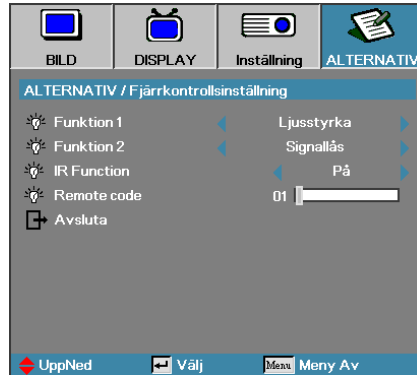 BILD DISPLAY Inställning ALTERNATIV
ALTERNATIV / Fjärrkontrollsinställning
Funktion 1 Ljusstyrka
Funktion 2 Signallås
IR Function På
Remote code 01
Avsluta
UppNed Välj Menu Meny Av